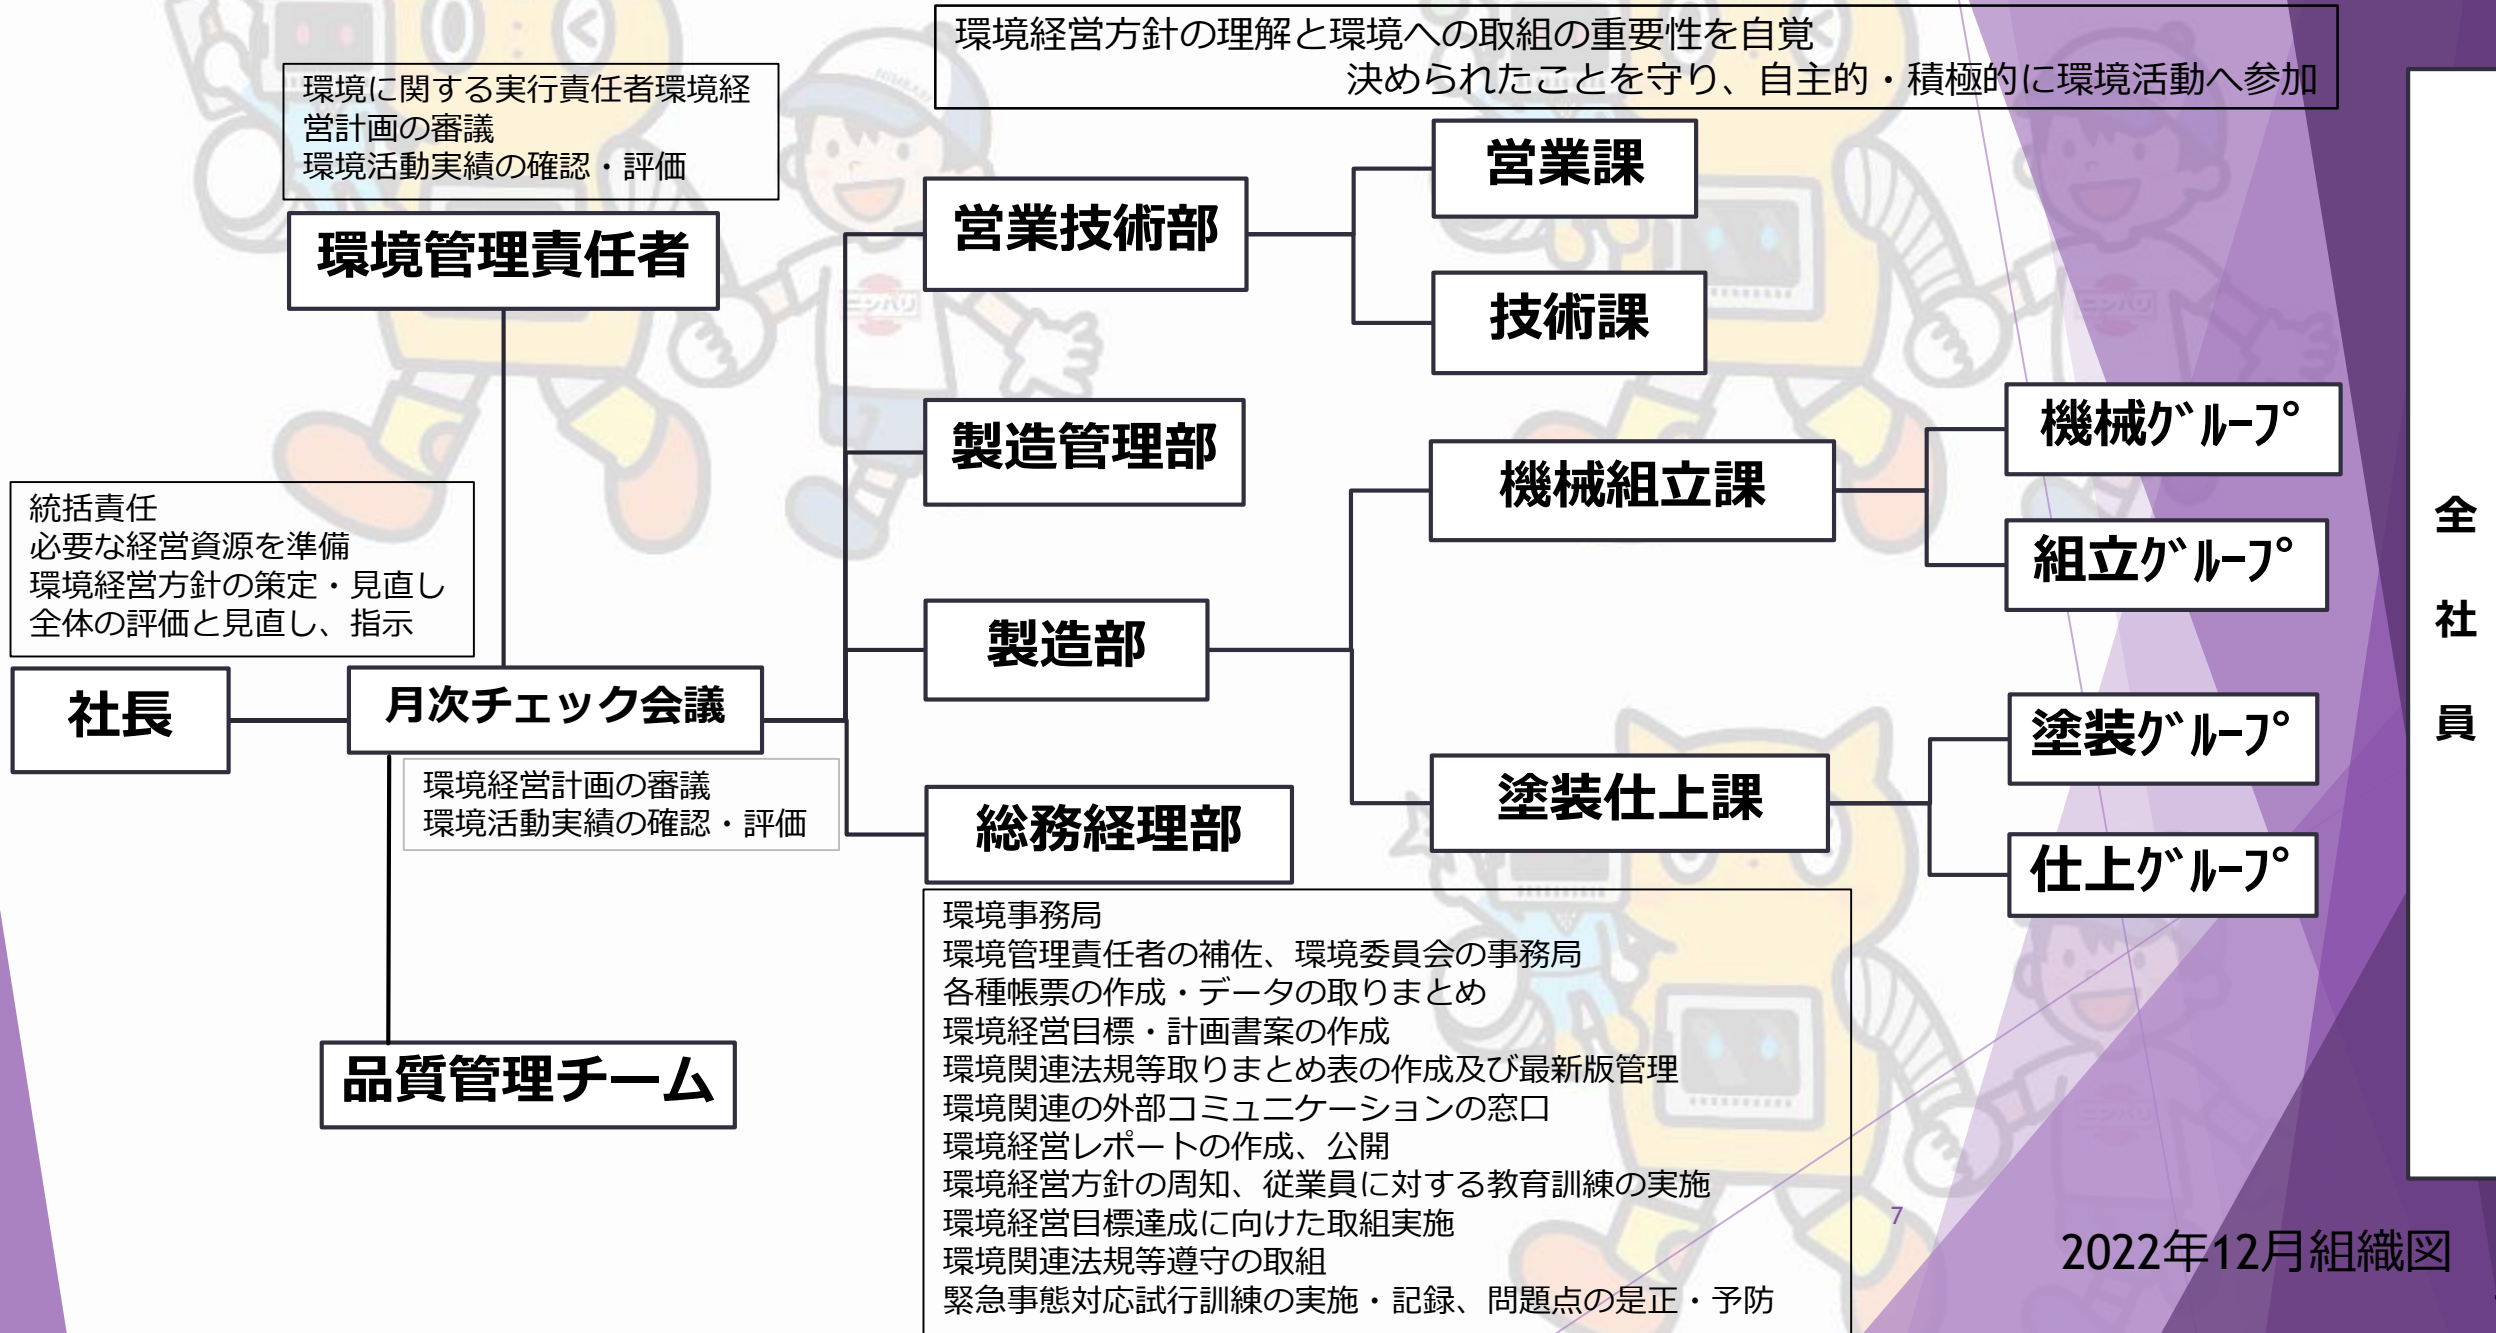 環境経営方針の理解と環境への取組の重要性を自覚
決められたことを守り、自主的・積極的に環境活動へ参加
環境に関する実行責任者環境経
営計画の審議
環境活動実績の確認・評価
環境管理責任者
営業技術部
営業課
技術課
製造管理部
機械組立課
機械ｸﾞﾙｰﾌﾟ
組立ｸﾞﾙｰﾌﾟ
統括責任
必要な経営資源を準備
環境経営方針の策定・見直し
全体の評価と見直し、指示
社長
月次チェック会議
製造部
環境経営計画の審議
環境活動実績の確認・評価
塗装仕上課
塗装ｸﾞﾙｰﾌﾟ
仕上ｸﾞﾙｰﾌﾟ
総務経理部
品質管理チーム
環境事務局
環境管理責任者の補佐、環境委員会の事務局
各種帳票の作成・データの取りまとめ
環境経営目標・計画書案の作成
環境関連法規等取りまとめ表の作成及び最新版管理
環境関連の外部コミュニケーションの窓口
環境経営レポートの作成、公開
環境経営方針の周知、従業員に対する教育訓練の実施
環境経営目標達成に向けた取組実施
環境関連法規等遵守の取組
緊急事態対応試行訓練の実施・記録、問題点の是正・予防
全
社
員
7
2022年12月組織図
ニンバリ
ニンバリ